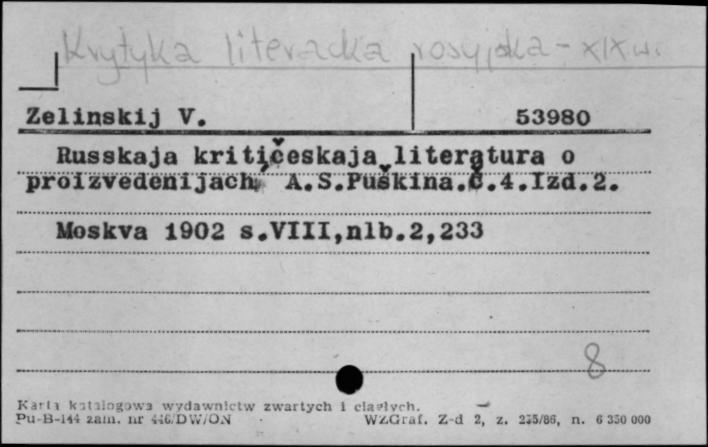 Krytyka literacka rosyjska - XIX w.
Zelinskij V. 53980
Russkaja kritičeskaja literatura o
proizvedenijach A.S.Puškina.Č.4.Izd.2.
Moskva 1902 s.VIII,nlb.2,233
8
Karta katalogowa wydawnictw zwartych i ciągłych.
Pu-B-144 zam. nr 446/DW/ON WZGraf. Z-d 2, z. 235/86, n. 6 350 000